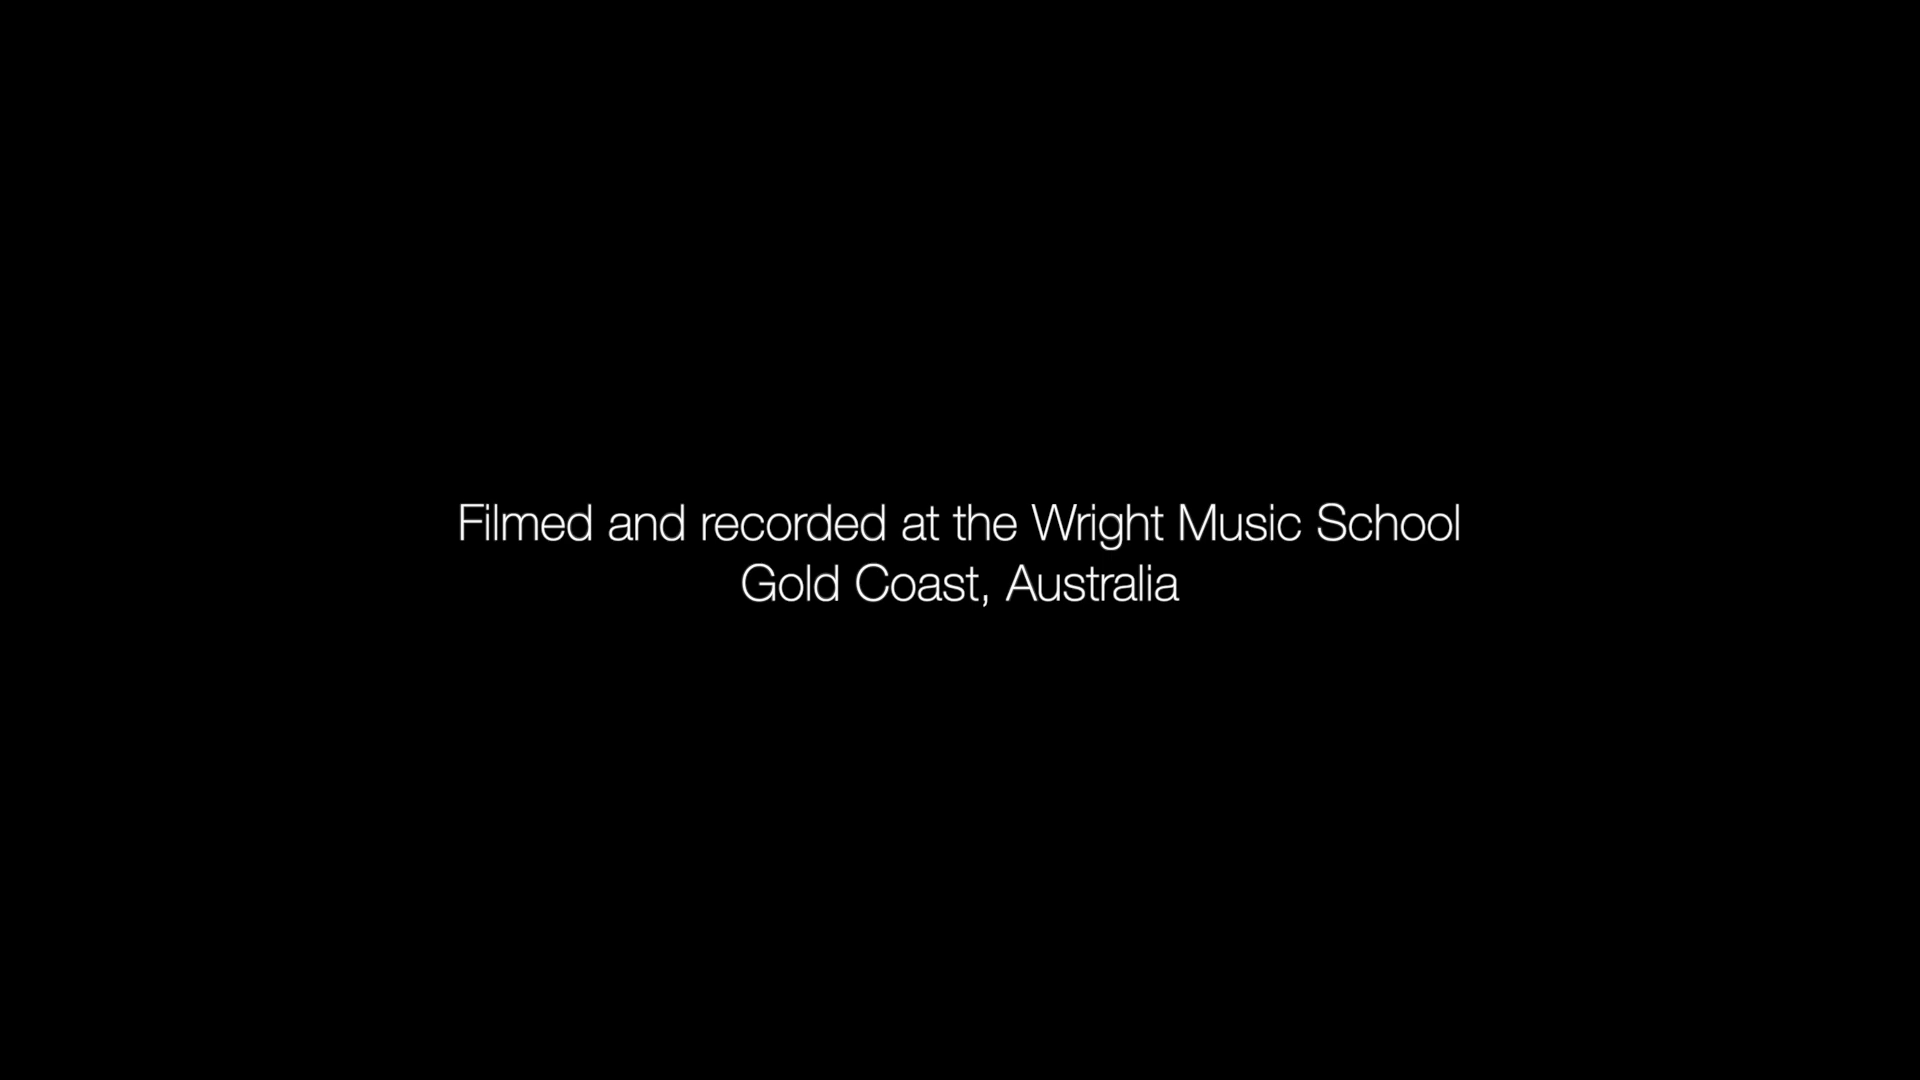 Filmed and recorded at the Wright Music School
Gold Coast, Australia